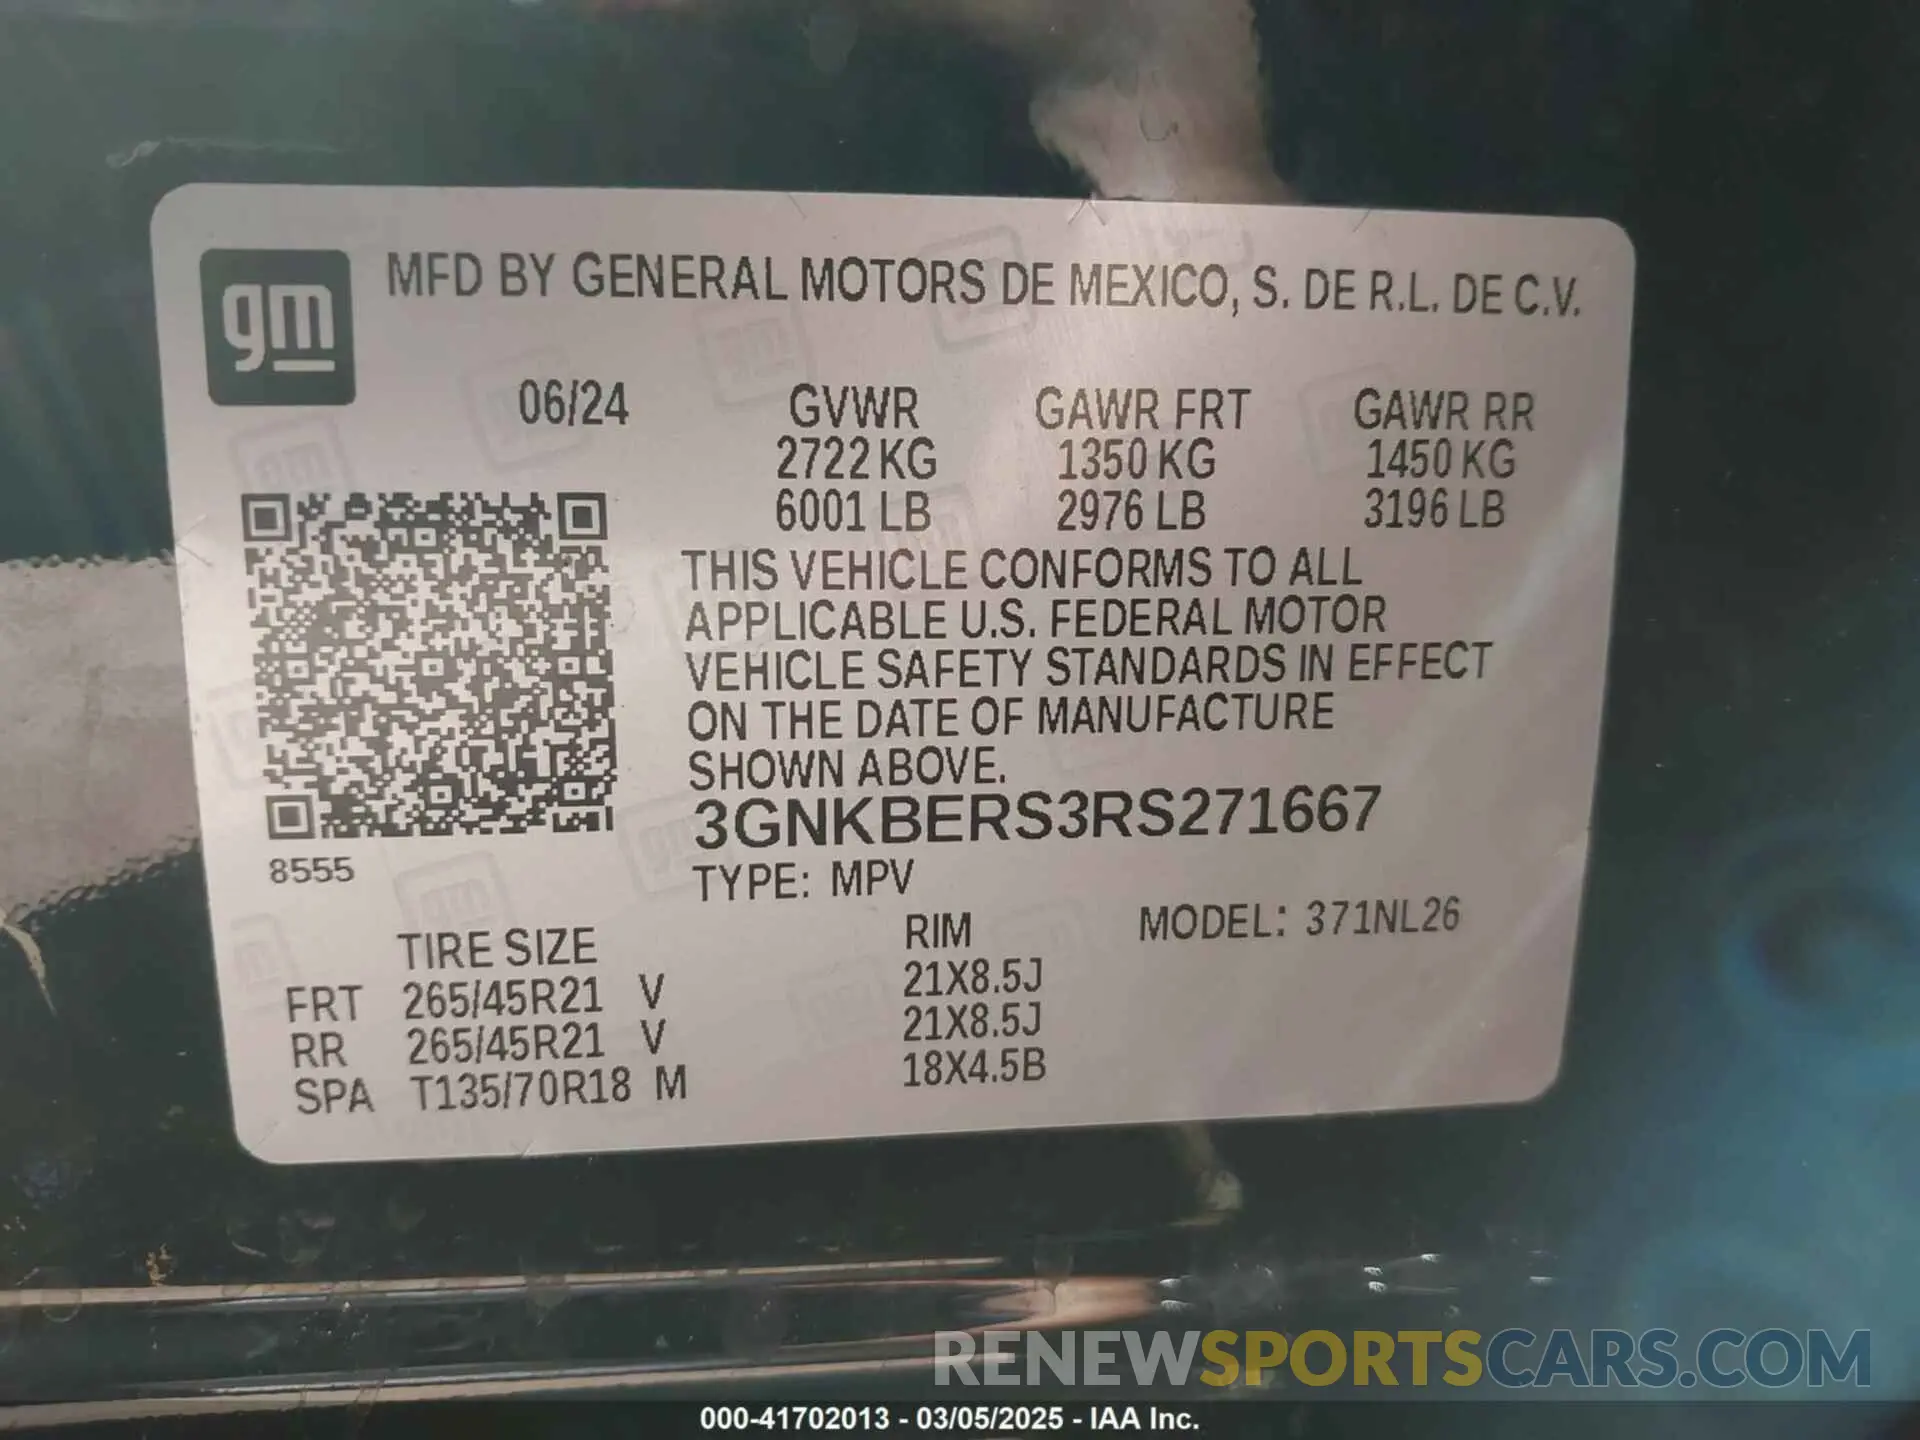 gm
MFD BY GENERAL MOTORS DE MEXICO, S. DE R.L. DE C.V.
06/24 GVWR GAWR FRT GAWR RR
2722 KG 1350 KG 1450 KG
6001 LB 2976 LB 3196 LB
THIS VEHICLE CONFORMS TO ALL
APPLICABLE U.S. FEDERAL MOTOR
VEHICLE SAFETY STANDARDS IN EFFECT
ON THE DATE OF MANUFACTURE
SHOWN ABOVE.
3GNKBERS3RS271667
8555
TYPE: MPV
TIRE SIZE RIM MODEL: 371NL26
FRT 265/45R21 V 21X8.5J
RR 265/45R21 V 21X8.5J
SPA T135/70R18 M 18X4.5B
RENEWSPORTSCARS.COM
000-41702013 - 03/05/2025 - IAA Inc.